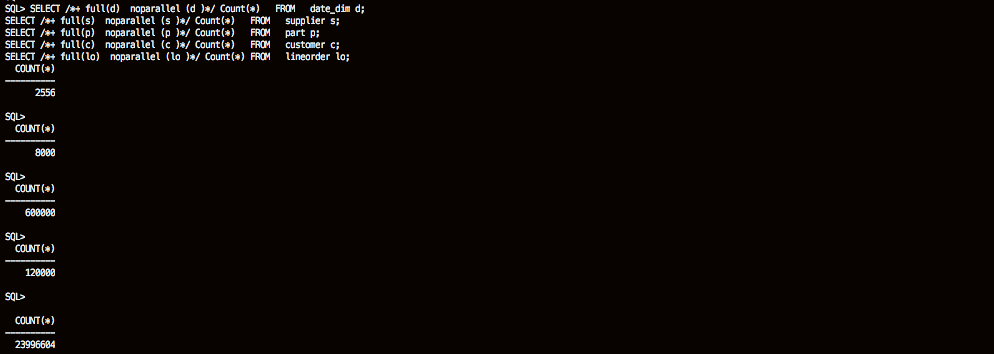 SQL> SELECT /*+ full(d)  noparallel (d )*/ Count(*)   FROM   date_dim d;
SELECT /*+ full(s)  noparallel (s )*/ Count(*)   FROM   supplier s;
SELECT /*+ full(p)  noparallel (p )*/ Count(*)   FROM   part p;
SELECT /*+ full(c)  noparallel (c )*/ Count(*)   FROM   customer c;
SELECT /*+ full(lo)  noparallel (lo )*/ Count(*) FROM   lineorder lo;
COUNT(*)
----------
2556
SQL>
COUNT(*)
----------
8000
SQL>
COUNT(*)
----------
600000
SQL>
COUNT(*)
----------
120000
SQL>
COUNT(*)
----------
23996604